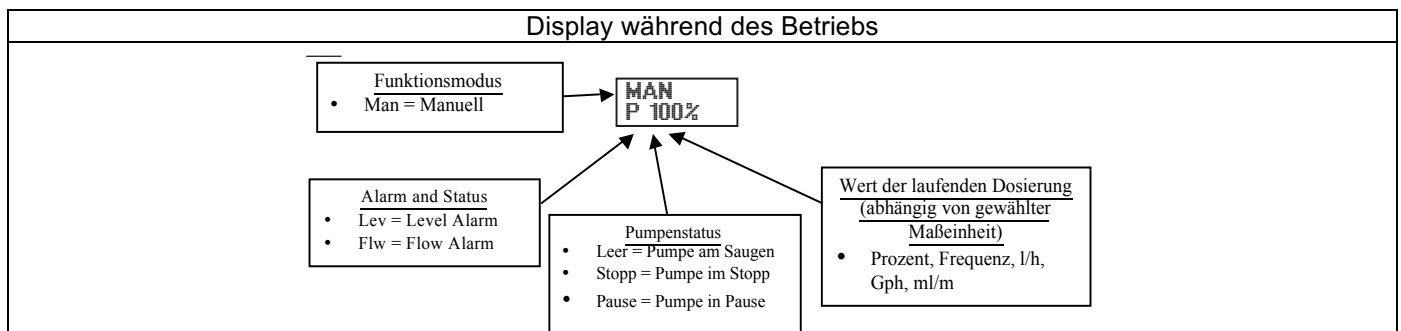 Display während des Betriebs
Funktionsmodus
• Man = Manuell
MAN
P 100%
Alarm and Status
• Lev = Level Alarm
• Flw = Flow Alarm
Pumpenstatus
• Leer = Pumpe am Saugen
• Stopp = Pumpe im Stopp
• Pause = Pumpe in Pause
Wert der laufenden Dosierung
(abhängig von gewählter
Maßeinheit)
• Prozent, Frequenz, l/h,
Gph, ml/m